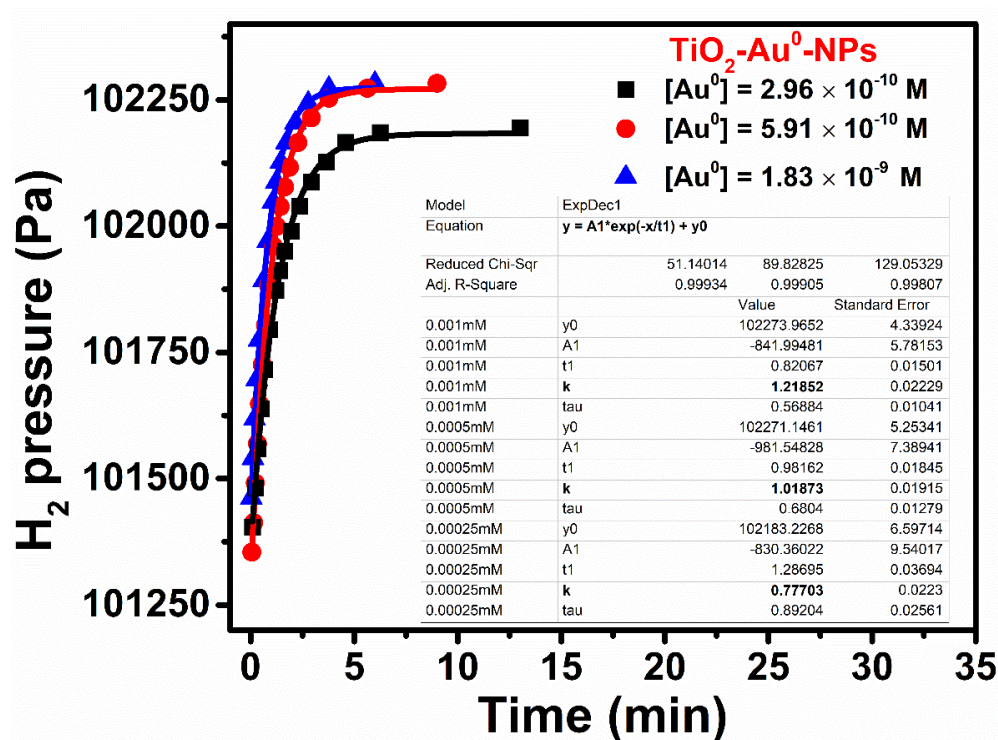 TiO₂-Au⁰-NPs
[Au⁰] = 2.96 × 10⁻¹⁰ M
[Au⁰] = 5.91 × 10⁻¹⁰ M
[Au⁰] = 1.83 × 10⁻⁹ M
H₂ pressure (Pa)
102250
102000
101750
101500
101250
Model ExpDec1
Equation y = A1*exp(-x/t1) + y0
Reduced Chi-Sqr 51.14014 89.82825 129.05329
Adj. R-Square 0.99934 0.99905 0.99807
Value Standard Error
0.001mM y0 102273.9652 4.33924
0.001mM A1 -841.99481 5.78153
0.001mM t1 0.82067 0.01501
0.001mM k 1.21852 0.02229
0.001mM tau 0.56884 0.01041
0.0005mM y0 102271.1461 5.25341
0.0005mM A1 -981.54828 7.38941
0.0005mM t1 0.98162 0.01845
0.0005mM k 1.01873 0.01915
0.0005mM tau 0.6804 0.01279
0.00025mM y0 102183.2268 6.59714
0.00025mM A1 -830.36022 9.54017
0.00025mM t1 1.28695 0.03694
0.00025mM k 0.77703 0.0223
0.00025mM tau 0.89204 0.02561
0 5 10 15 20 25 30 35
Time (min)